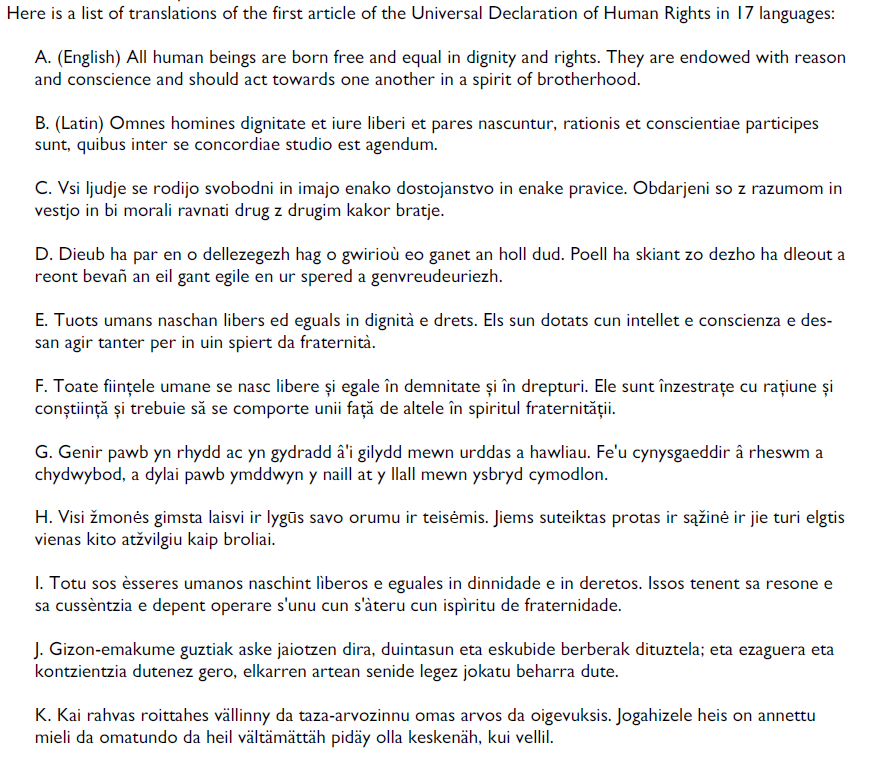 Here is a list of translations of the first article of the Universal Declaration of Human Rights in 17 languages:
A. (English) All human beings are born free and equal in dignity and rights. They are endowed with reason
and conscience and should act towards one another in a spirit of brotherhood.
B. (Latin) Omnes homines dignitate et iure liberi et pares nascuntur, rationis et conscientiae participes
sunt, quibus inter se concordiae studio est agendum.
C. Vsi ljudje se rodijo svobodni in imajo enako dostojanstvo in enake pravice. Obdarjeni so z razumom in
vestjo in bi morali ravnati drug z drugim kakor bratje.
D. Dieub ha par en o dellezegezh hag o gwirioù eo ganet an holl dud. Poell ha skiant zo dezho ha dleout a
reont bevañ an eil gant egile en ur spered a genvreudeuriezh.
E. Tuots umans naschan libers ed eguals in dignità e drets. Els sun dotats cun intellet e conscienza e des-
san agir tanter per in uin spiert da fraternità.
F. Toate ființele umane se nasc libere și egale în demnitate și în drepturi. Ele sunt înzestrațe cu rațiune și
conștiință și trebuie să se comporte unii față de altele în spiritul fraternității.
G. Genir pawb yn rhydd ac yn gydradd â'i gilydd mewn urddas a hawliau. Fe'u cynysgaeddir â rheswm a
chydwybod, a dylai pawb ymddwyn y naill at y llall mewn ysbryd cymodlon.
H. Visi žmonės gimsta laisvi ir lygūs savo orumu ir teisėmis. Jiems suteiktas protas ir sąžinė ir jie turi elgtis
vienas kito atžvilgiu kaip broliai.
I. Totu sos èsseres umanos naschint lìberos e eguales in dinnidade e in deretos. Issos tenent sa resone e
sa cussèntzia e depent operare s'unu cun s'àteru cun ispìritu de fraternidade.
J. Gizon-emakume guztiak aske jaiotzen dira, duintasun eta eskubide berberak dituztela; eta ezaguera eta
kontzientzia dutenez gero, elkarren artean senide legez jokatu beharra dute.
K. Kai rahvas roittahes vällinny da taza-arvozinnu omas arvos da oigevuksis. Jogahizele heis on annettu
mieli da omatundo da heil vältämättäh pidäy olla keskenäh, kui vellil.